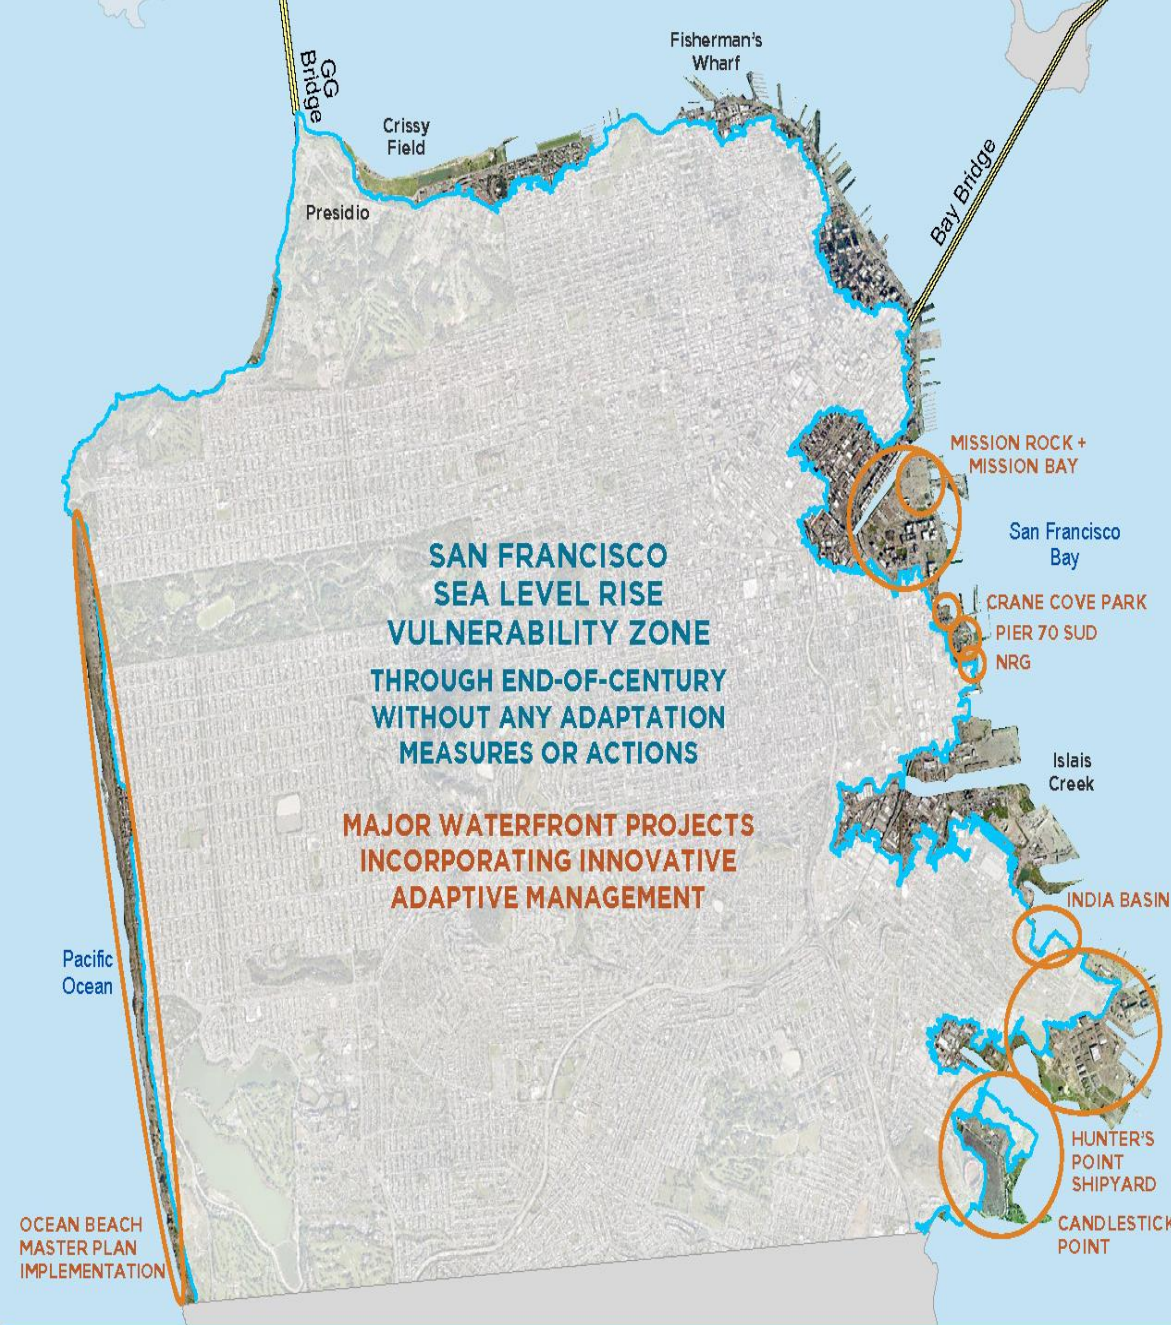 Fisherman's
Wharf
GG
Bridge
Crissy
Field
Presidio
Bay Bridge
MISSION ROCK +
MISSION BAY
San Francisco
Bay
SAN FRANCISCO
SEA LEVEL RISE
VULNERABILITY ZONE
THROUGH END-OF-CENTURY
WITHOUT ANY ADAPTATION
MEASURES OR ACTIONS
CRANE COVE PARK
PIER 70 SUD
NRG
Islais
Creek
MAJOR WATERFRONT PROJECTS
INCORPORATING INNOVATIVE
ADAPTIVE MANAGEMENT
INDIA BASIN
Pacific
Ocean
HUNTER'S
POINT
SHIPYARD
CANDLESTICK
POINT
OCEAN BEACH
MASTER PLAN
IMPLEMENTATION